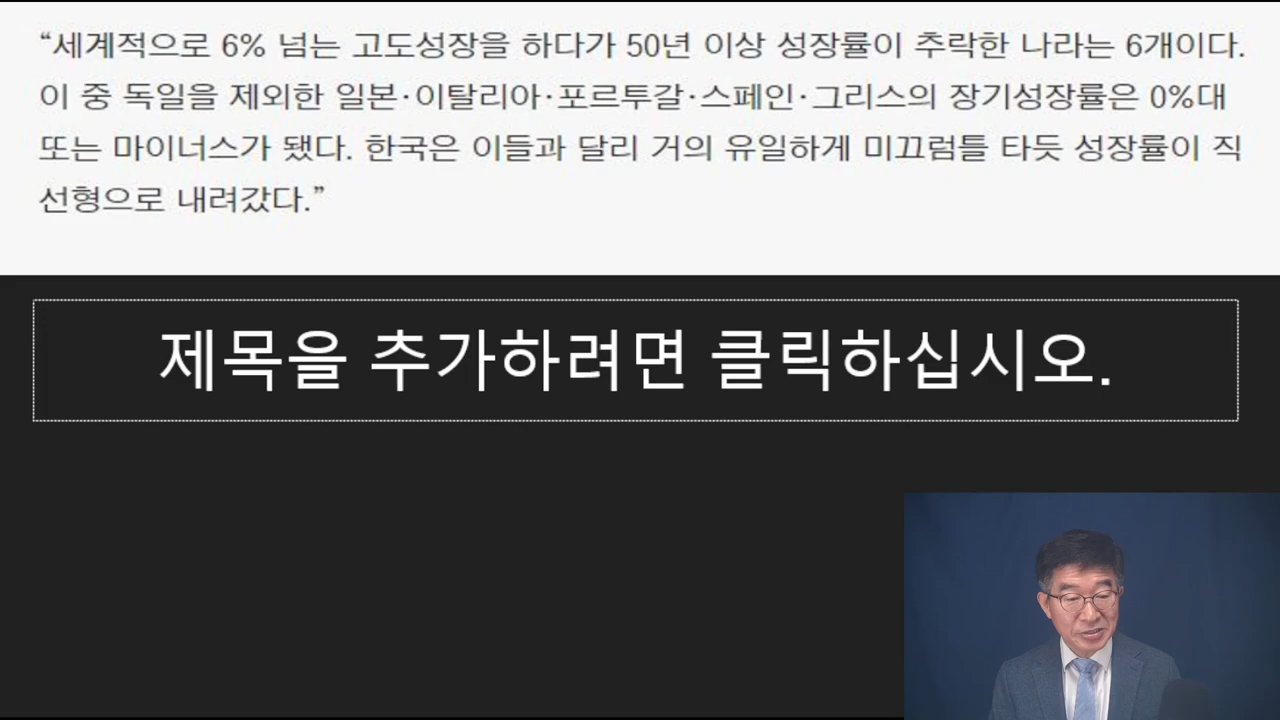 “세계적으로 6% 넘는 고도성장을 하다가 50년 이상 성장률이 추락한 나라는 6개이다.
이 중 독일을 제외한 일본·이탈리아·포르투갈·스페인·그리스의 장기성장률은 0%대
또는 마이너스가 됐다. 한국은 이들과 달리 거의 유일하게 미끄럼틀 타듯 성장률이 직
선형으로 내려갔다.”
제목을 추가하려면 클릭하십시오.